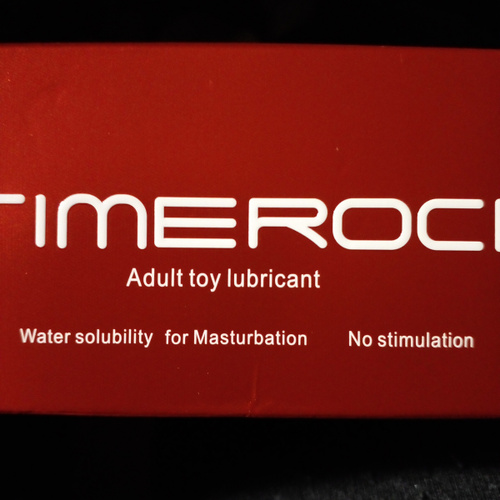 TIMEROC
Adult toy lubricant
Water solubility for Masturbation No stimulation